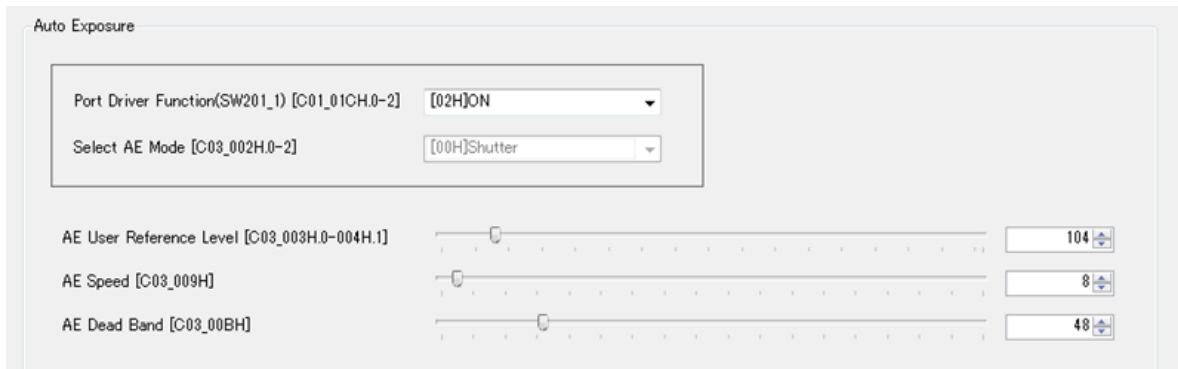 Auto Exposure
Port Driver Function(SW201_1) [C01_01CH.0-2] [02H]ON
Select AE Mode [C03_002H.0-2] [00H]Shutter
AE User Reference Level [C03_003H.0-004H.1] 104
AE Speed [C03_009H] 8
AE Dead Band [C03_00BH] 48